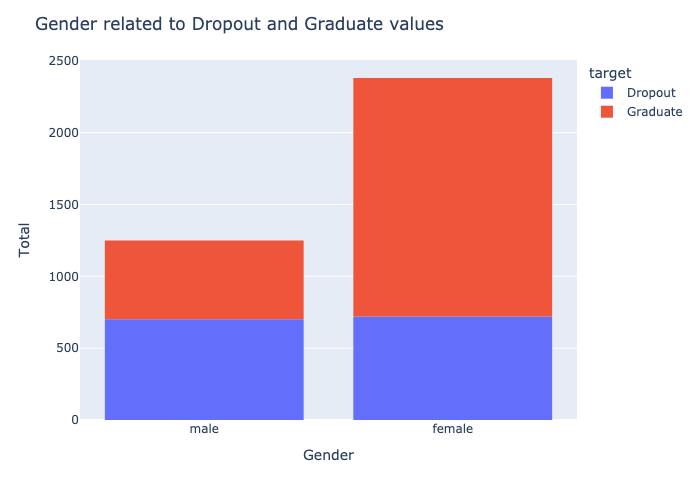 Gender related to Dropout and Graduate values
target
Dropout
Graduate
2500
2000
1500
1000
500
0
Total
male
female
Gender